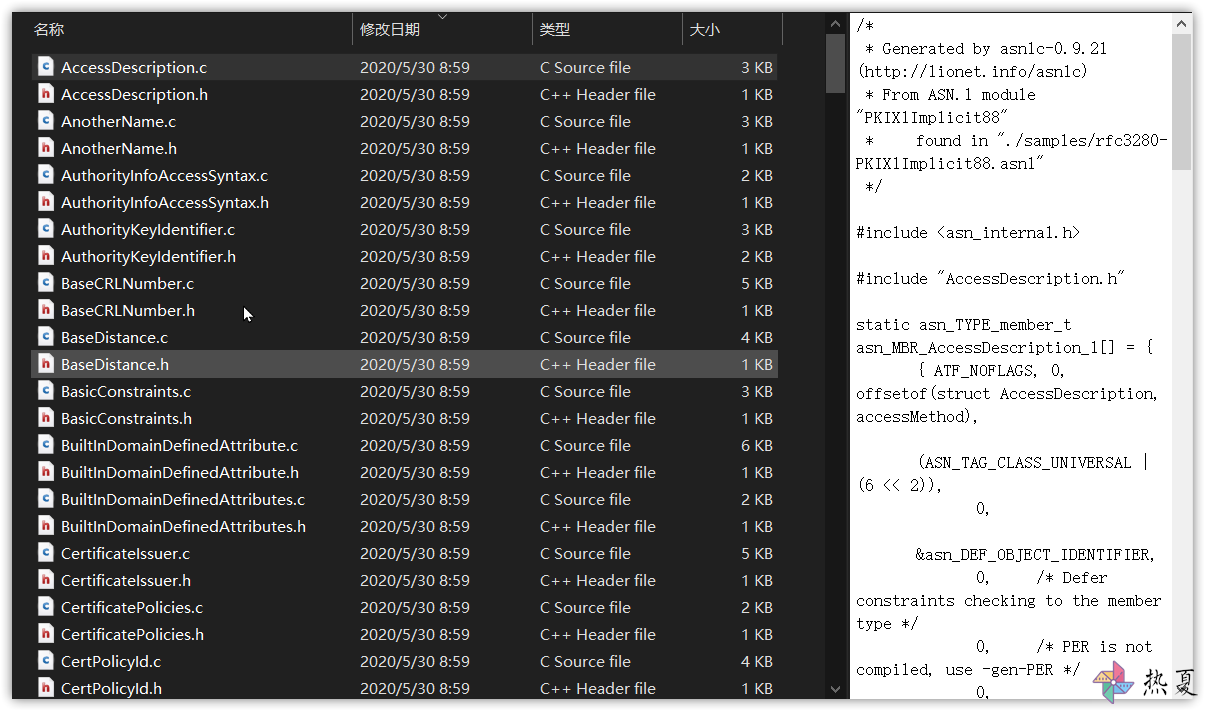 名称 修改日期 类型 大小
AccessDescription.c 2020/5/30 8:59 C Source file 3 KB
AccessDescription.h 2020/5/30 8:59 C++ Header file 1 KB
AnotherName.c 2020/5/30 8:59 C Source file 3 KB
AnotherName.h 2020/5/30 8:59 C++ Header file 1 KB
AuthorityInfoAccessSyntax.c 2020/5/30 8:59 C Source file 2 KB
AuthorityInfoAccessSyntax.h 2020/5/30 8:59 C++ Header file 1 KB
AuthorityKeyIdentifier.c 2020/5/30 8:59 C Source file 3 KB
AuthorityKeyIdentifier.h 2020/5/30 8:59 C++ Header file 2 KB
BaseCRLNumber.c 2020/5/30 8:59 C Source file 5 KB
BaseCRLNumber.h 2020/5/30 8:59 C++ Header file 1 KB
BaseDistance.c 2020/5/30 8:59 C Source file 4 KB
BaseDistance.h 2020/5/30 8:59 C++ Header file 1 KB
BasicConstraints.c 2020/5/30 8:59 C Source file 3 KB
BasicConstraints.h 2020/5/30 8:59 C++ Header file 1 KB
BuiltInDomainDefinedAttribute.c 2020/5/30 8:59 C Source file 6 KB
BuiltInDomainDefinedAttribute.h 2020/5/30 8:59 C++ Header file 1 KB
BuiltInDomainDefinedAttributes.c 2020/5/30 8:59 C Source file 2 KB
BuiltInDomainDefinedAttributes.h 2020/5/30 8:59 C++ Header file 1 KB
CertificateIssuer.c 2020/5/30 8:59 C Source file 5 KB
CertificateIssuer.h 2020/5/30 8:59 C++ Header file 1 KB
CertificatePolicies.c 2020/5/30 8:59 C Source file 2 KB
CertificatePolicies.h 2020/5/30 8:59 C++ Header file 1 KB
CertPolicyId.c 2020/5/30 8:59 C Source file 4 KB
CertPolicyId.h 2020/5/30 8:59 C++ Header file 1 KB
/*
* Generated by asn1c-0.9.21
(http://lionet.info/asn1c)
* From ASN.1 module
"PKIX1Implicit88"
* found in "./samples/rfc3280-
PKIX1Implicit88.asn1"
*/
#include <asn_internal.h>
#include "AccessDescription.h"
static asn_TYPE_member_t
asn_MBR_AccessDescription_1[] = {
{ ATF_NOFLAGS, 0,
offsetof(struct AccessDescription,
accessMethod),
(ASN_TAG_CLASS_UNIVERSAL |
(6 << 2)),
0,
&asn_DEF_OBJECT_IDENTIFIER,
0, /* Defer
constraints checking to the member
type */
0, /* PER is not
compiled, use -gen-PER */
0,
热夏